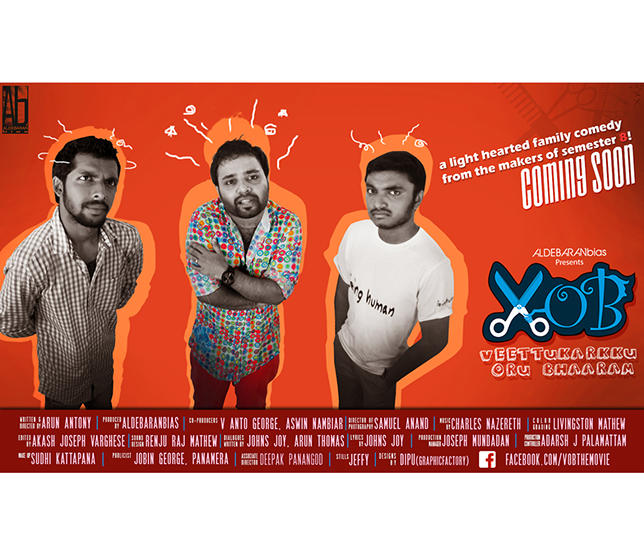 Ab
ALDEBARAN
a light hearted family comedy
from the makers of semester 8!
COMING SOON
ALDEBARANbias
Presents
VOB
VEETTUKARKKU
ORU BHAARAM
ing human
WRITTEN & DIRECTED BY ARUN ANTONY | PRODUCED BY ALDEBARANBIAS | CO-PRODUCERS V ANTO GEORGE, ASWIN NAMBIAR | DIRECTOR OF PHOTOGRAPHY SAMUEL ANAND | MUSIC CHARLES NAZERETH | COLOR GRADING LIVINGSTON MATHEW
EDITED BY AKASH JOSEPH VARGHESE | SOUND DESIGN RENJU RAJ MATHEW | DIALOGUES WRITTEN BY JOHNS JOY, ARUN THOMAS | LYRICS BY JOHNS JOY | PRODUCTION MANAGER JOSEPH MUNDADAN | PRODUCTION CONTROLLER ADARSH J PALAMATTAM
MAKE UP SUDHI KATTAPANA | PUBLICIST JOBIN GEORGE, PANAMERA | ASSOCIATE DIRECTOR DEEPAK PANANGOD | STILLS JEFFY | DESIGNS BY DIPU(GRAPHICFACTORY) f FACEBOOK.COM/VOBTHEMOVIE